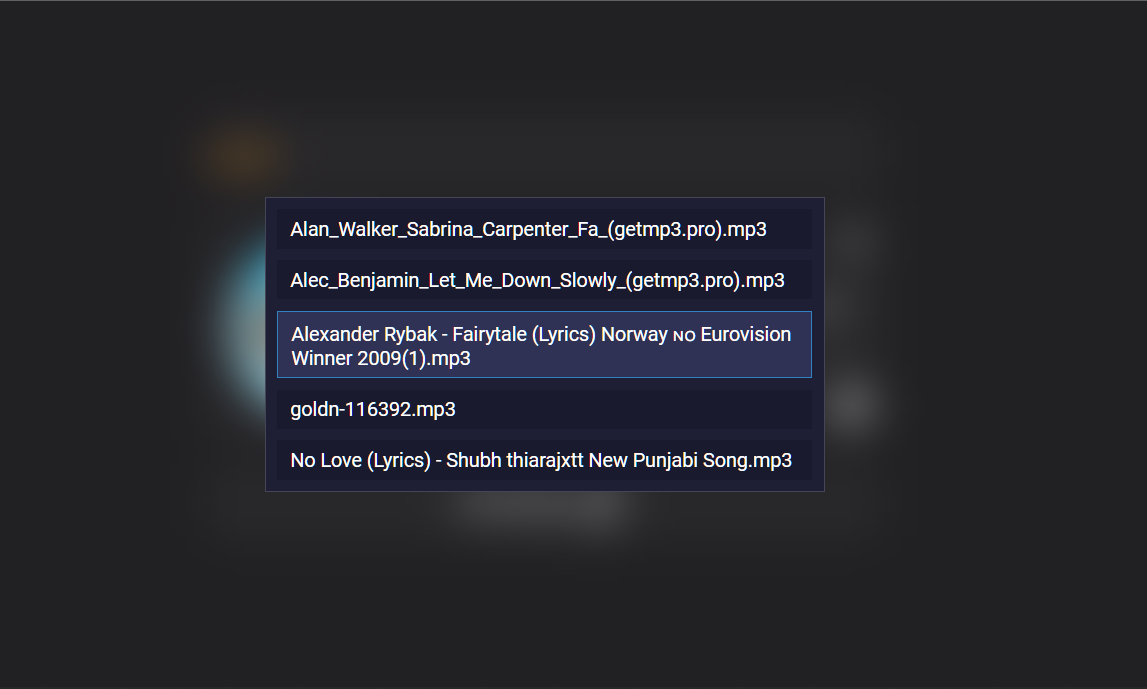 Alan_Walker_Sabrina_Carpenter_Fa_(getmp3.pro).mp3
Alec_Benjamin_Let_Me_Down_Slowly_(getmp3.pro).mp3
Alexander Rybak - Fairytale (Lyrics) Norway 🇳🇴 Eurovision
Winner 2009(1).mp3
goldn-116392.mp3
No Love (Lyrics) - Shubh thiarajxtt New Punjabi Song.mp3